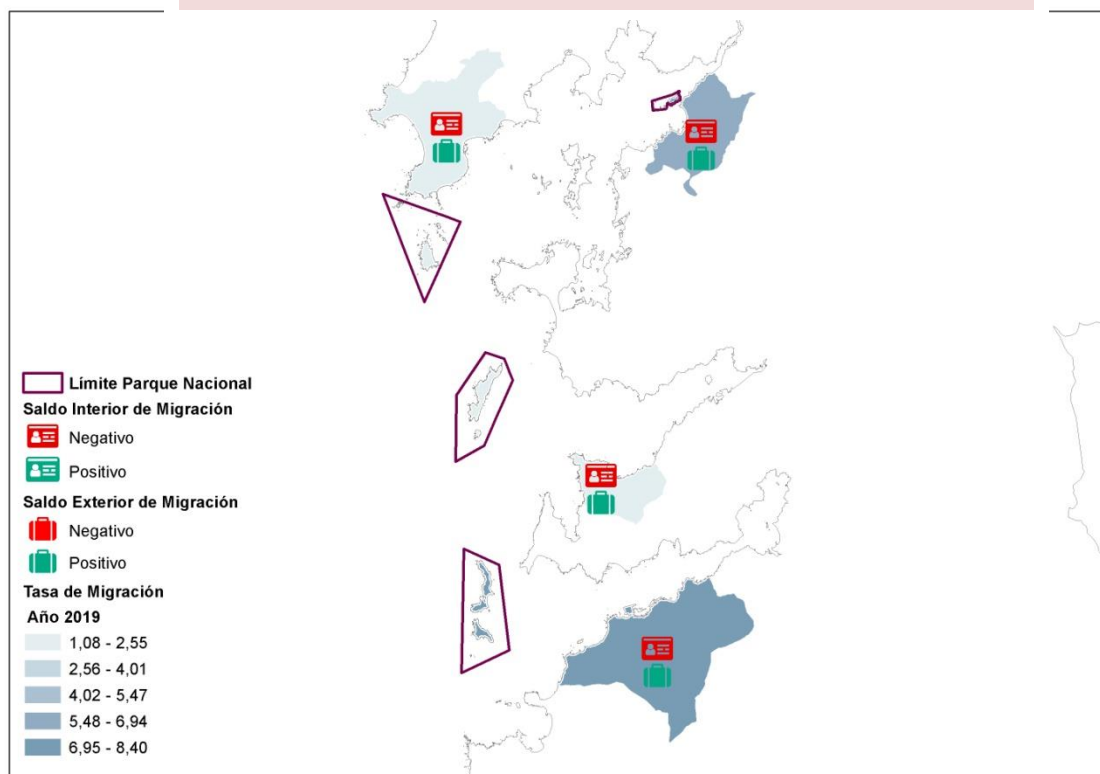 Límite Parque Nacional
Saldo Interior de Migración
Negativo
Positivo
Saldo Exterior de Migración
Negativo
Positivo
Tasa de Migración
Año 2019
1,08 - 2,55
2,56 - 4,01
4,02 - 5,47
5,48 - 6,94
6,95 - 8,40